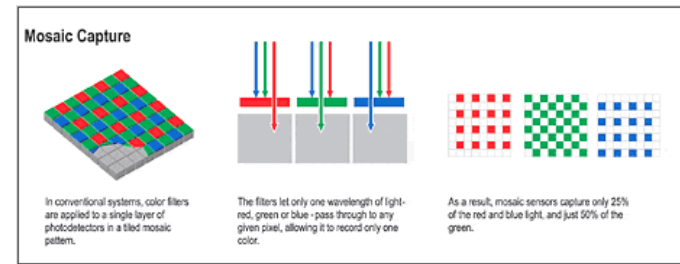 Mosaic Capture
In conventional systems, color filters
are applied to a single layer of
photodetectors in a tiled mosaic
pattern.
The filters let only one wavelength of light-
red, green or blue - pass through to any
given pixel, allowing it to record only one
color.
As a result, mosaic sensors capture only 25%
of the red and blue light, and just 50% of the
green.